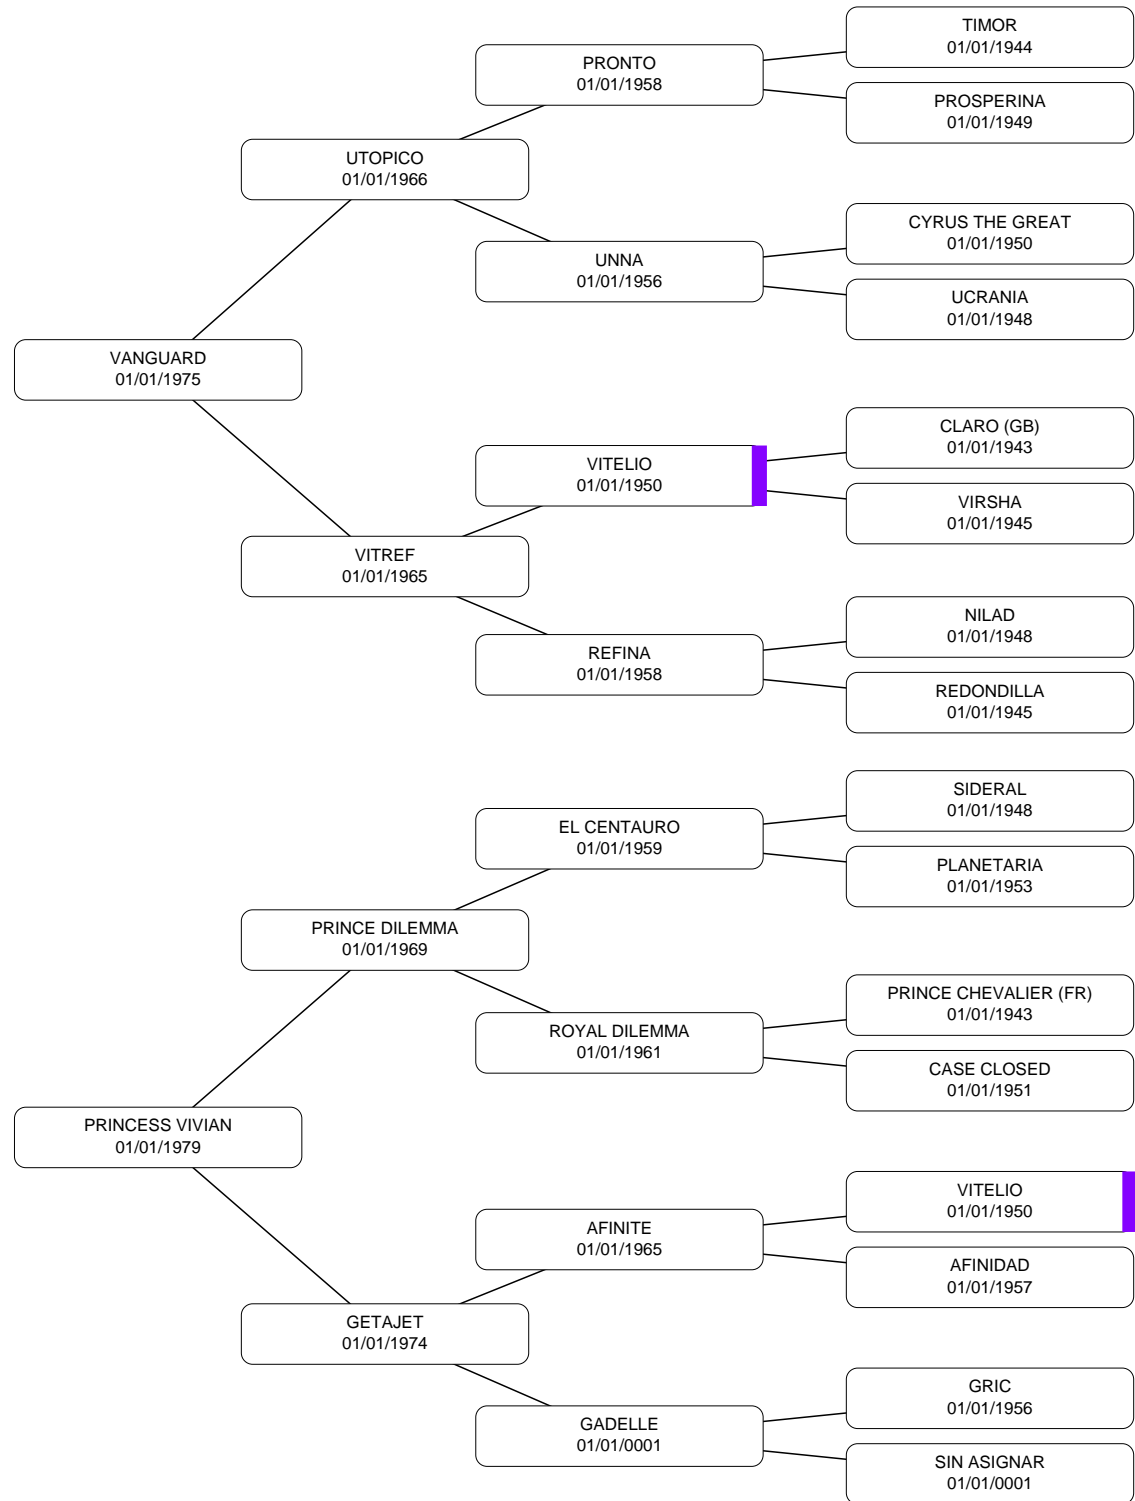 TIMOR
01/01/1944
PRONTO
01/01/1958
PROSPERINA
01/01/1949
UTOPICO
01/01/1966
CYRUS THE GREAT
01/01/1950
UNNA
01/01/1956
UCRANIA
01/01/1948
VANGUARD
01/01/1975
CLARO (GB)
01/01/1943
VITELIO
01/01/1950
VIRSHA
01/01/1945
VITREF
01/01/1965
NILAD
01/01/1948
REFINA
01/01/1958
REDONDILLA
01/01/1945
SIDERAL
01/01/1948
EL CENTAURO
01/01/1959
PLANETARIA
01/01/1953
PRINCE DILEMMA
01/01/1969
PRINCE CHEVALIER (FR)
01/01/1943
ROYAL DILEMMA
01/01/1961
CASE CLOSED
01/01/1951
PRINCESS VIVIAN
01/01/1979
VITELIO
01/01/1950
AFINITE
01/01/1965
AFINIDAD
01/01/1957
GETAJET
01/01/1974
GRIC
01/01/1956
GADELLE
01/01/0001
SIN ASIGNAR
01/01/0001